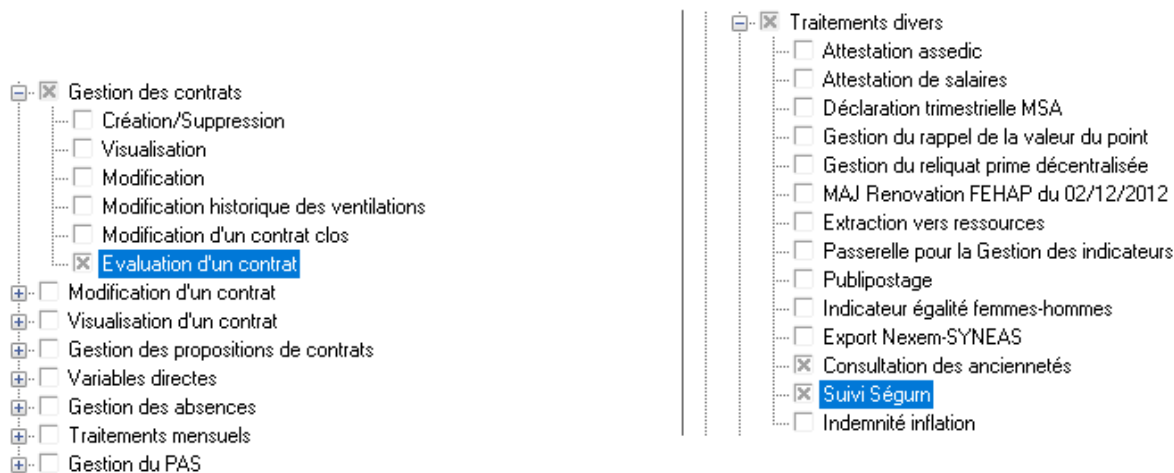 Gestion des contrats
Création/Suppression
Visualisation
Modification
Modification historique des ventilations
Modification d'un contrat clos
Evaluation d'un contrat
Modification d'un contrat
Visualisation d'un contrat
Gestion des propositions de contrats
Variables directes
Gestion des absences
Traitements mensuels
Gestion du PAS
Traitements divers
Attestation assedic
Attestation de salaires
Déclaration trimestrielle MSA
Gestion du rappel de la valeur du point
Gestion du reliquat prime décentralisée
MAJ Renovation FEHAP du 02/12/2012
Extraction vers ressources
Passerelle pour la Gestion des indicateurs
Publipostage
Indicateur égalité femmes-hommes
Export Nexem-SYNEAS
Consultation des anciennetés
Suivi Ségurn
Indemnité inflation